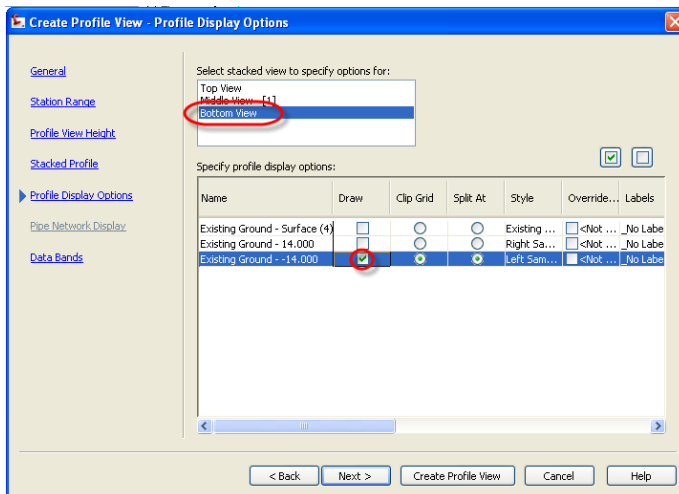 Create Profile View - Profile Display Options
General
Station Range
Profile View Height
Stacked Profile
Profile Display Options
Pipe Network Display
Data Bands
Select stacked view to specify options for:
Top View
Middle View [1]
Bottom View
Specify profile display options:
Name Draw Clip Grid Split At Style Override... Labels
Existing Ground - Surface (4) Existing ... <Not ... _No Labe
Existing Ground - 14.000 Right Sa... <Not ... _No Labe
Existing Ground - -14.000 Left Sam... <Not ... _No Labe
< Back Next > Create Profile View Cancel Help